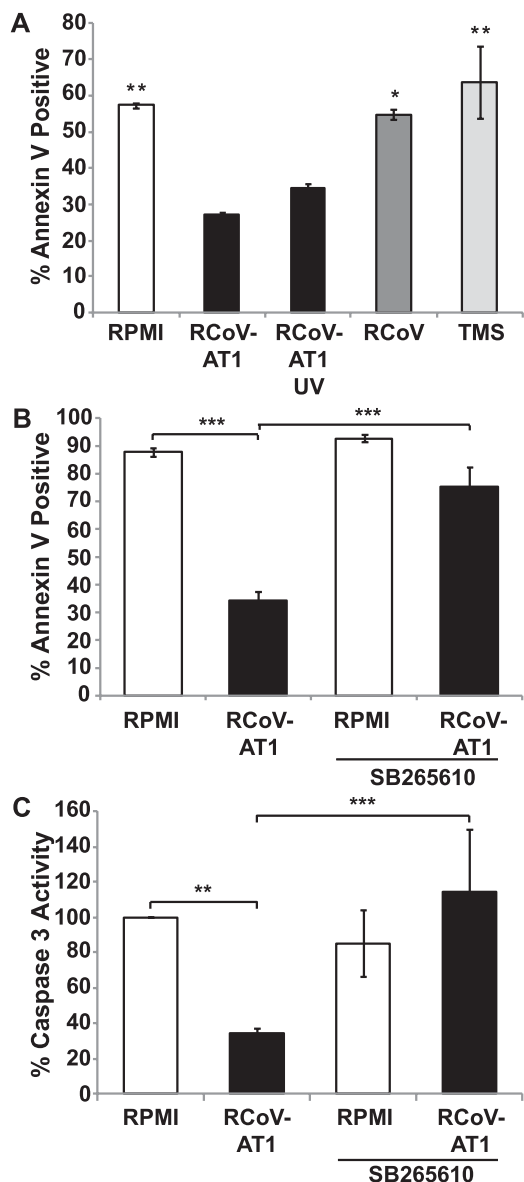 A
% Annexin V Positive
80
70
60
50
40
30
20
10
0
** * **
RPMI RCoV- RCoV- RCoV TMS
AT1 AT1
UV
B
% Annexin V Positive
100
90
80
70
60
50
40
30
20
10
0
*** ***
RPMI RCoV- RPMI RCoV-
AT1 AT1
SB265610
C
% Caspase 3 Activity
160
140
120
100
80
60
40
20
0
***
**
RPMI RCoV- RPMI RCoV-
AT1 AT1
SB265610